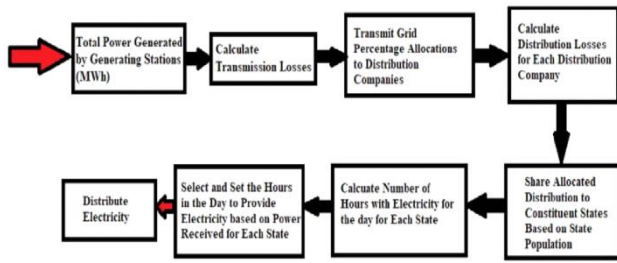 Total Power Generated
by Generating Stations
(MWh)
Calculate
Transmission Losses
Transmit Grid
Percentage Allocations
to Distribution
Companies
Calculate
Distribution Losses
for Each Distribution
Company
Share Allocated
Distribution to
Constituent States
Based on State
Population
Calcuate Number of
Hours with Electricity for
the day for Each State
Select and Set the Hours
in the Day to Provide
Electricity based on Power
Received for Each State
Distribute
Electricity